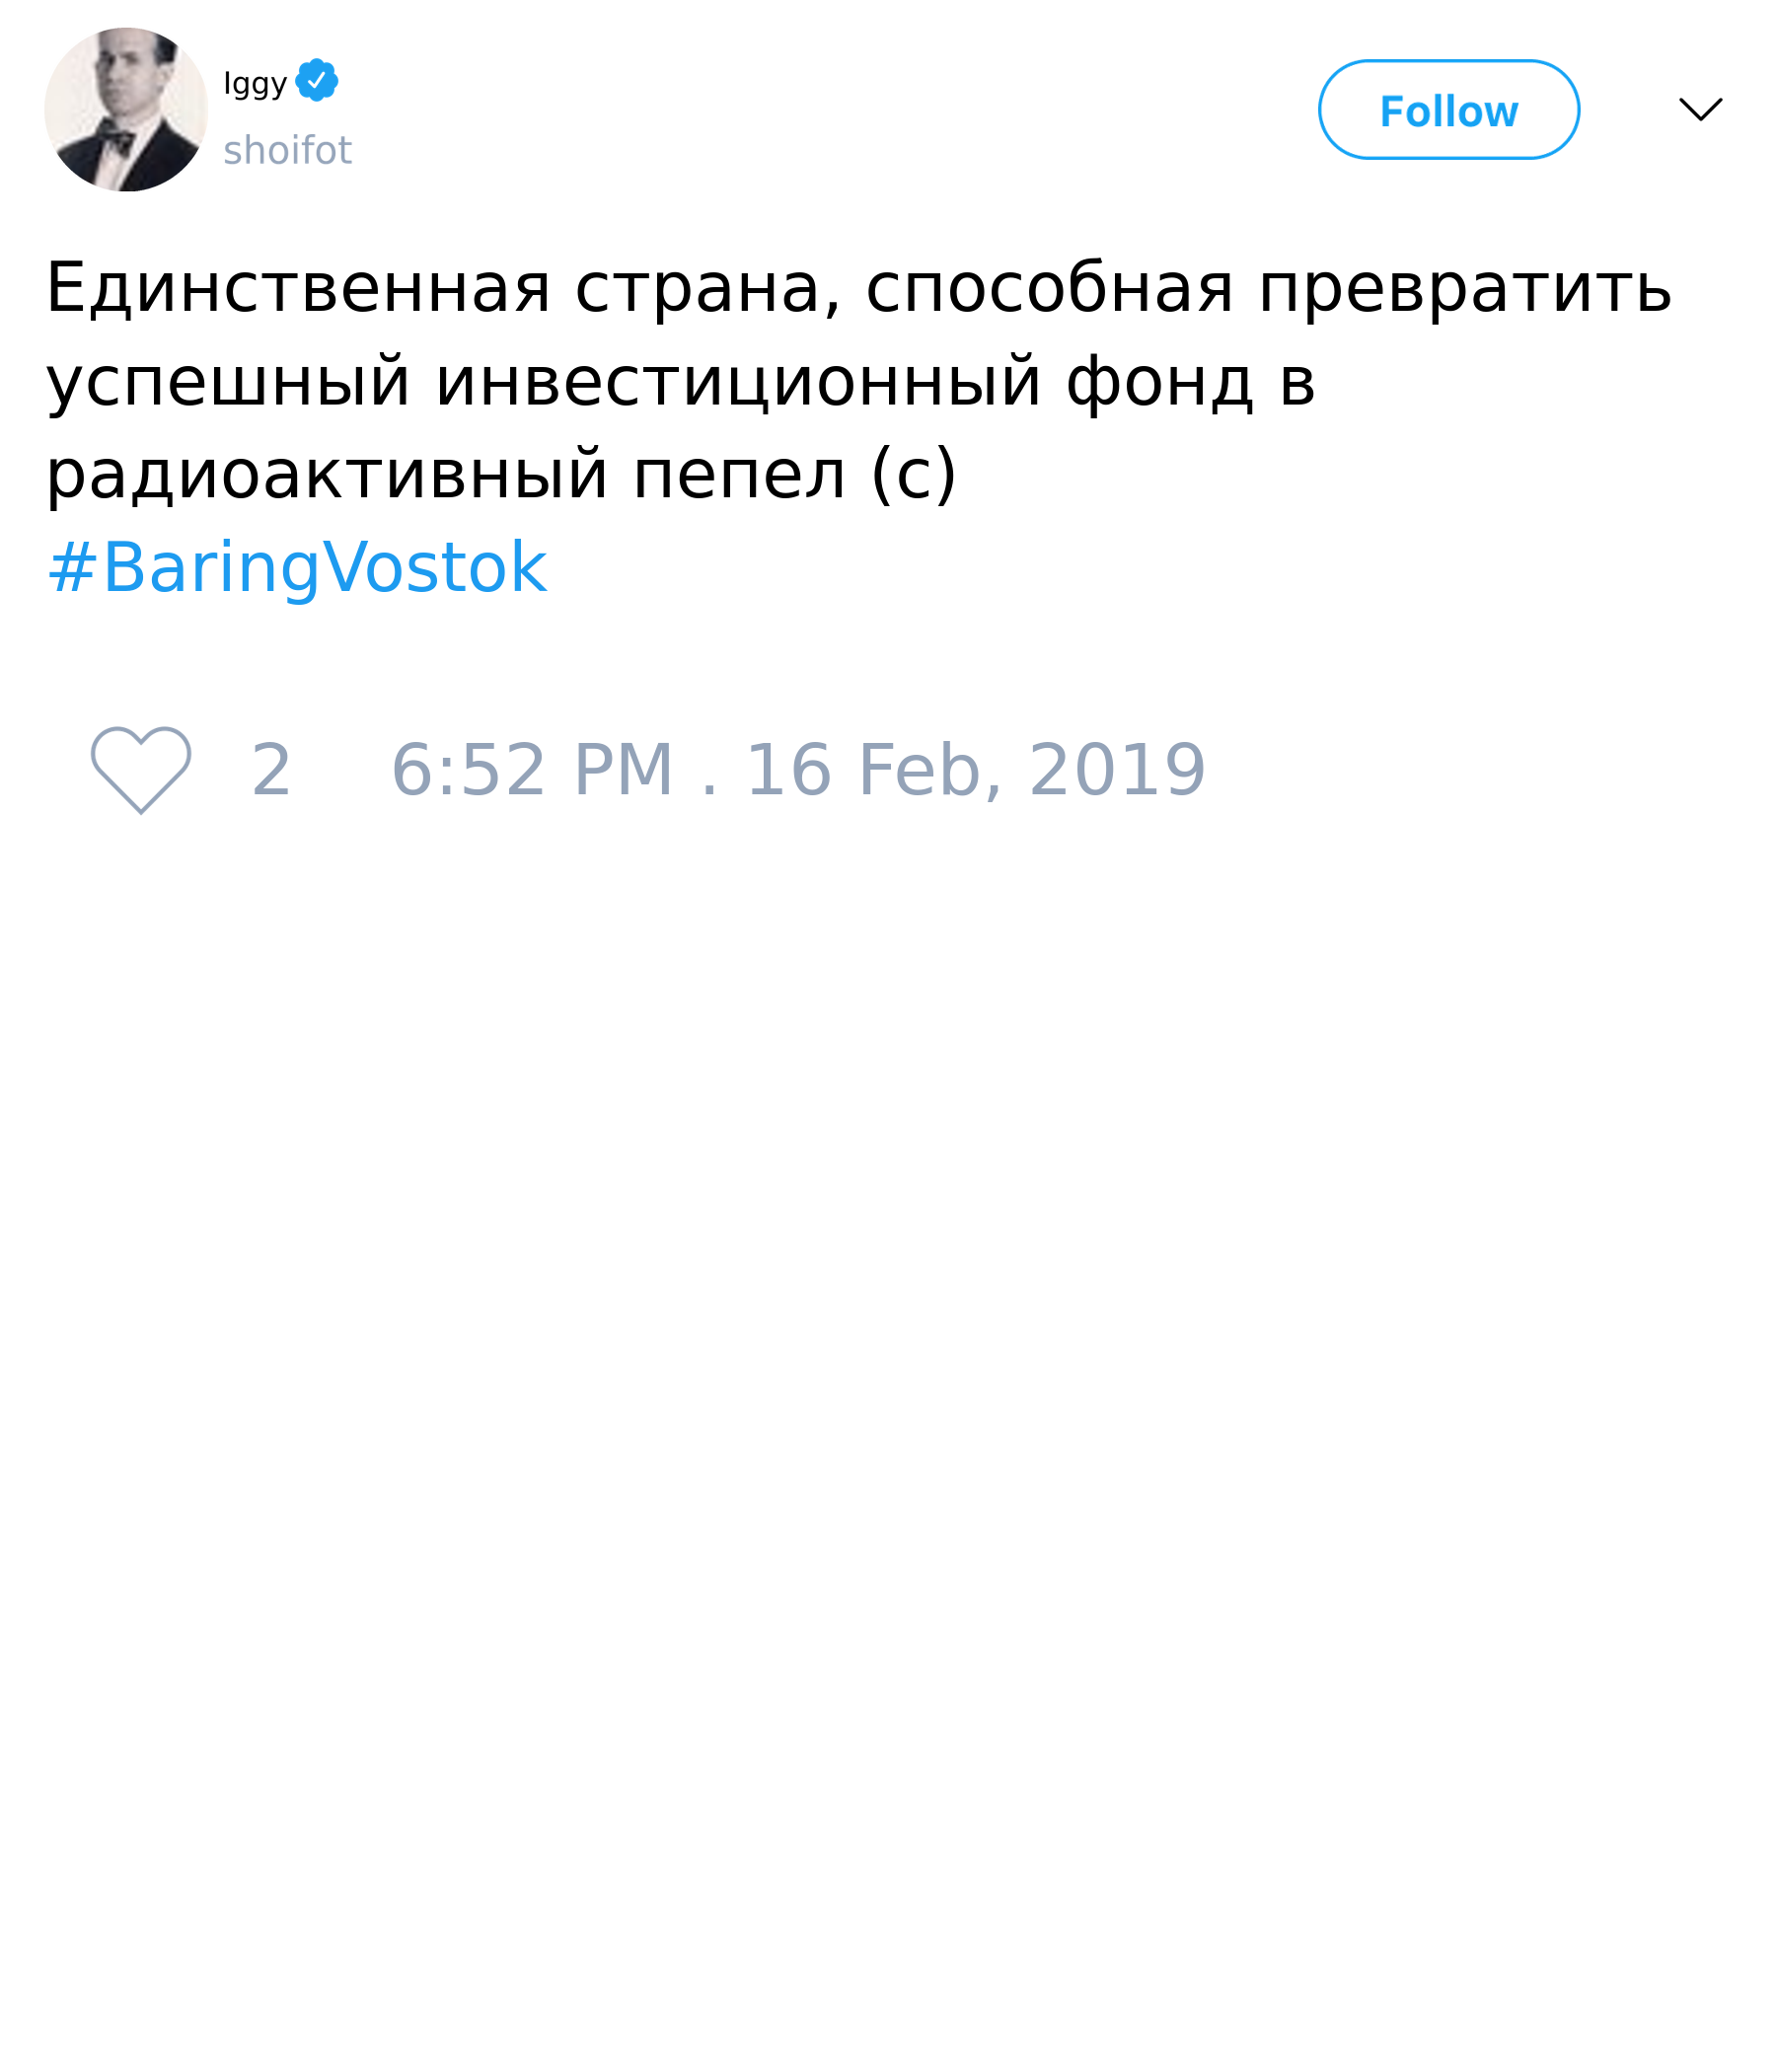 Iggy
shoifot
Follow
Единственная страна, способная превратить
успешный инвестиционный фонд в
радиоактивный пепел (с)
#BaringVostok
2 6:52 PM . 16 Feb, 2019